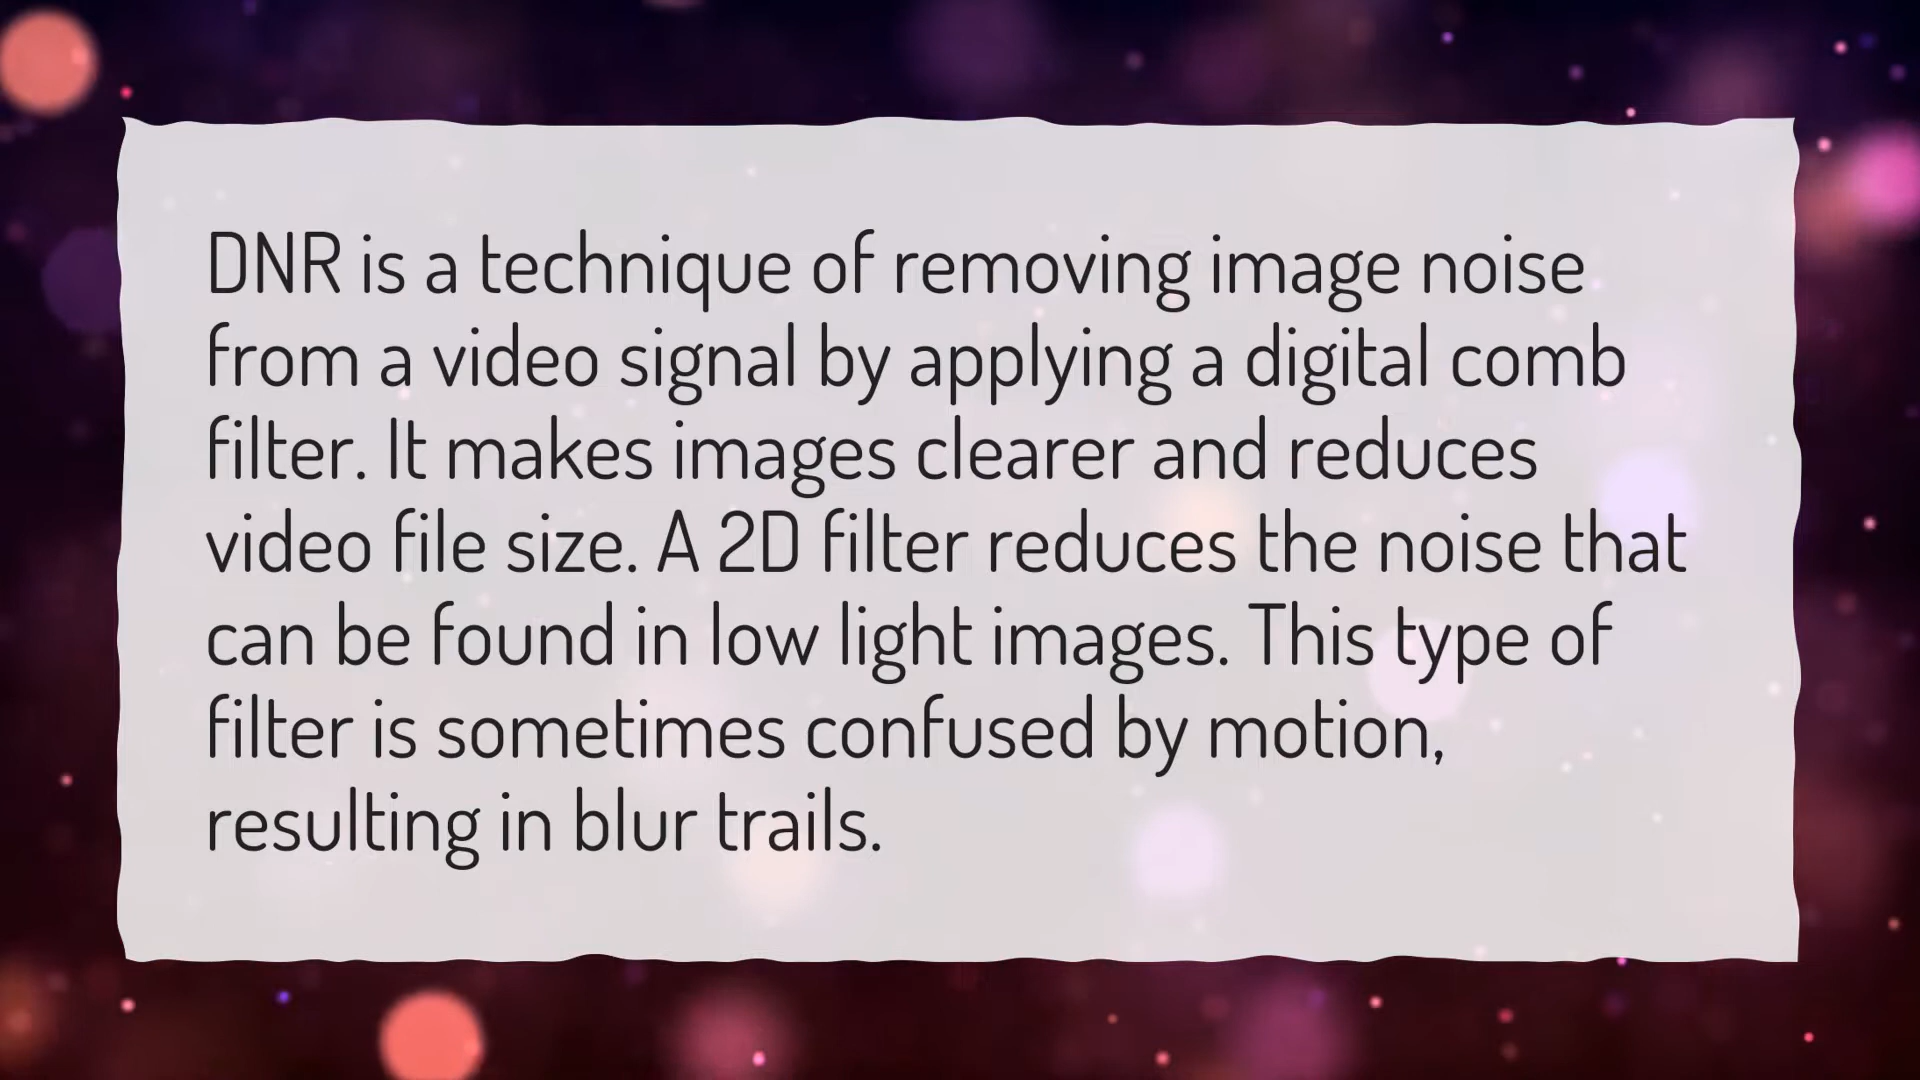 DNR is a technique of removing image noise
from a video signal by applying a digital comb
filter. It makes images clearer and reduces
video file size. A 2D filter reduces the noise that
can be found in low light images. This type of
filter is sometimes confused by motion,
resulting in blur trails.